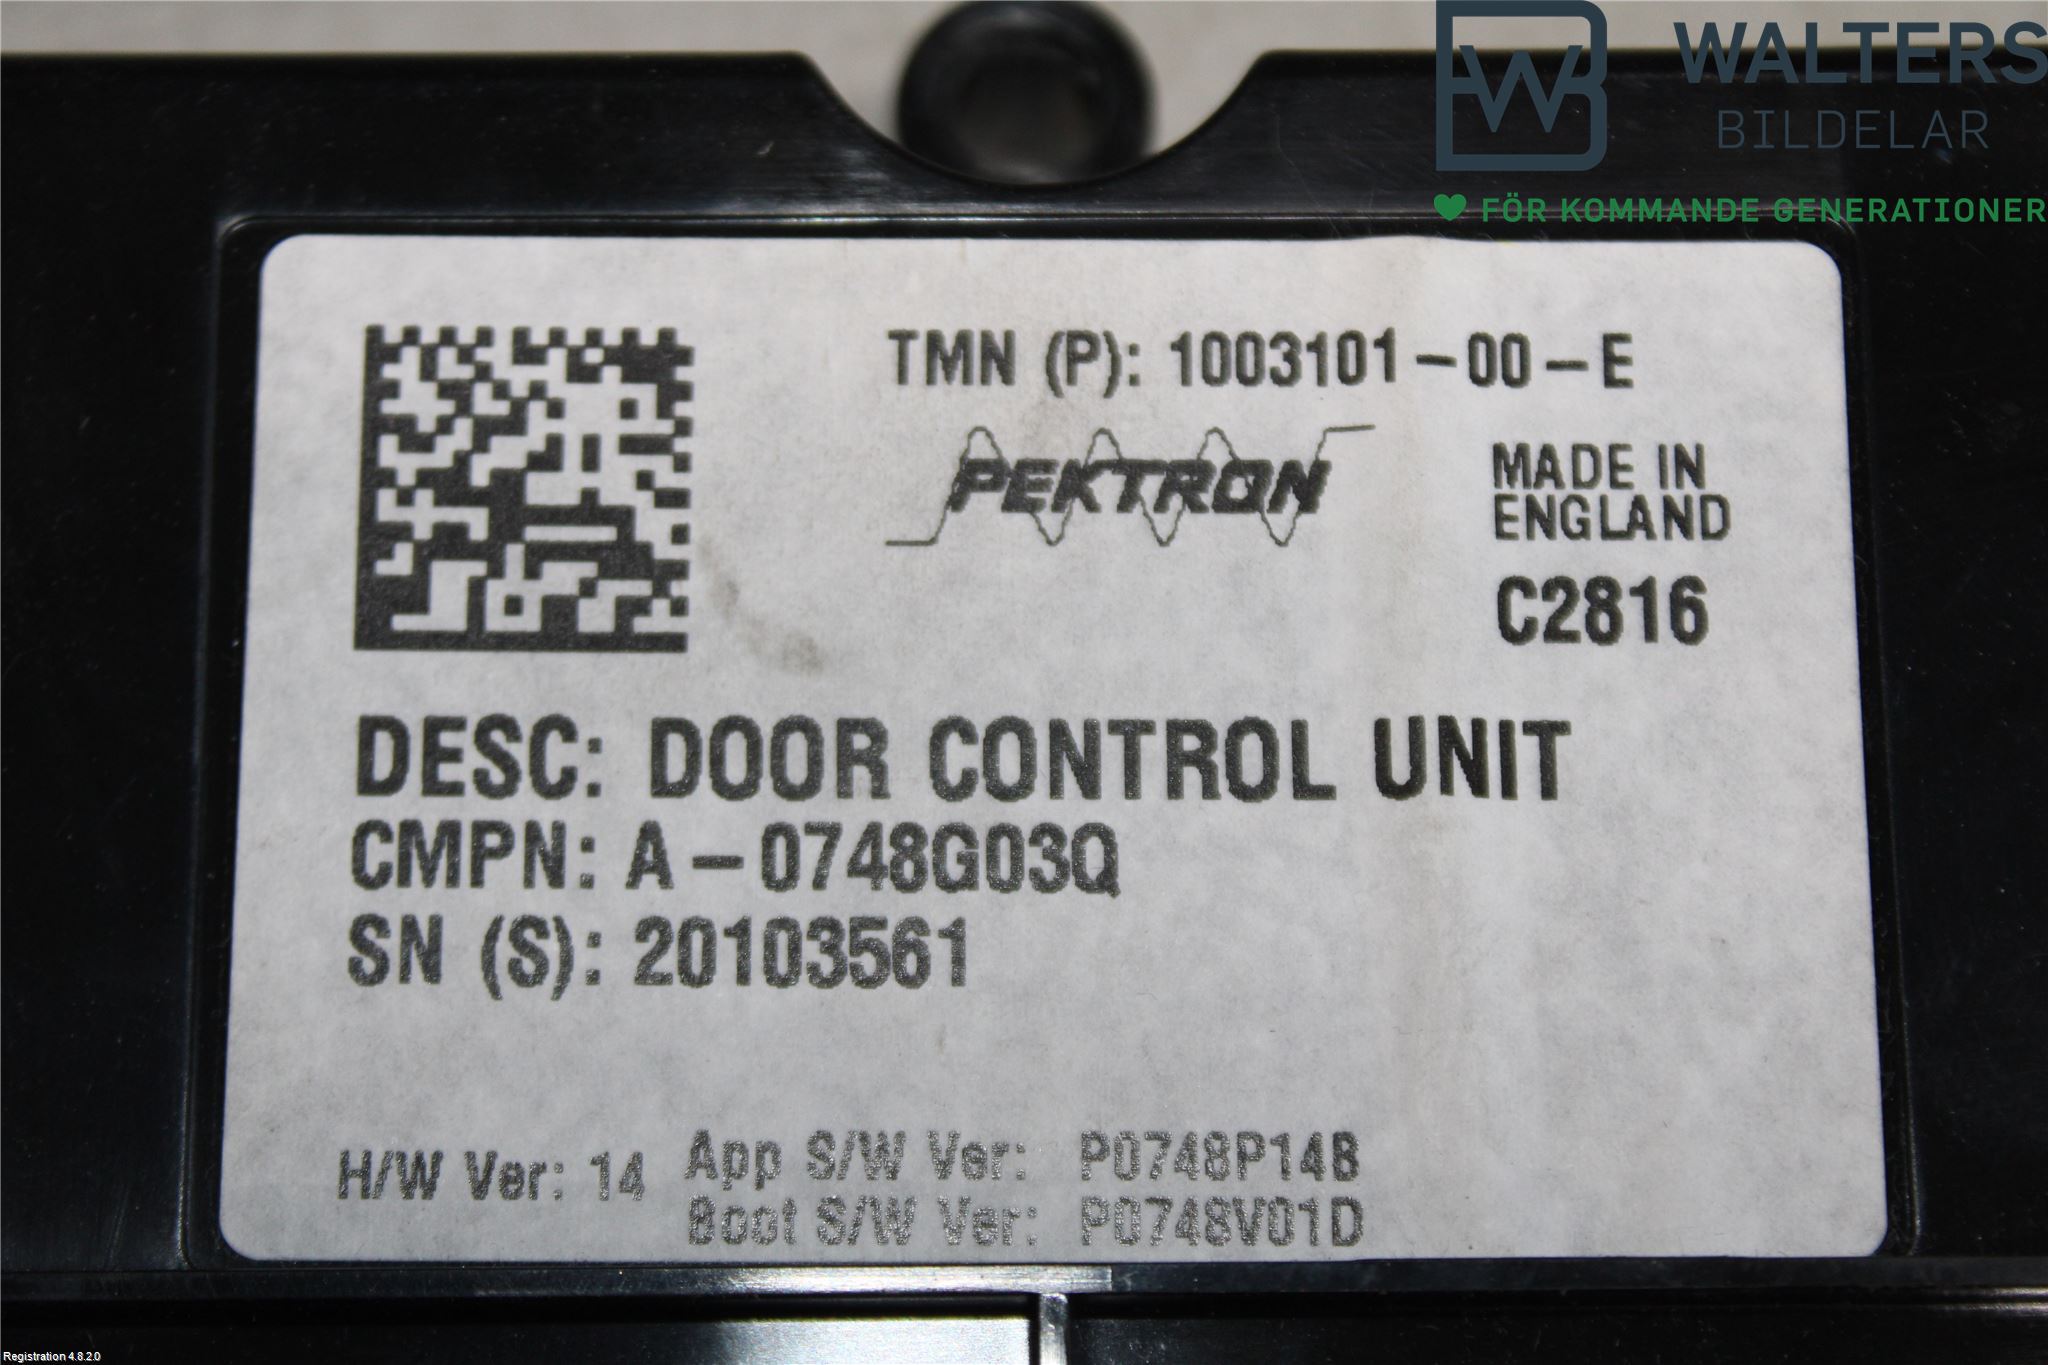 WALTERS
BILDELAR
FÖR KOMMANDE GENERATIONER
TMN (P): 1003101-00-E
PEKTRON
MADE IN
ENGLAND
C2816
DESC: DOOR CONTROL UNIT
CMPN: A-0748G03Q
SN (S): 20103561
H/W Ver: 14
App S/W Ver: P0748P14B
Boot S/W Ver: P0748V01D
Registration 4.8.2.0